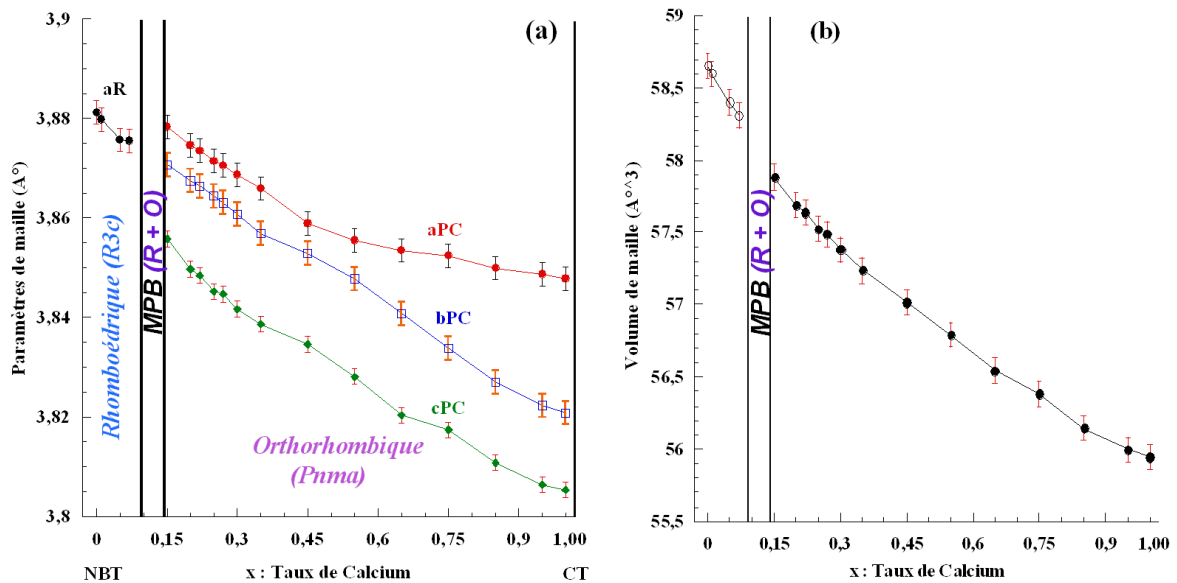 (a)
3,9
3,88
3,86
3,84
3,82
3,8
Paramètres de maille (A°)
aR
Rhomboédrique (R3c)
MPB (R + O)
aPC
bPC
cPC
Orthorhombique
(Pnma)
0 0,15 0,3 0,45 0,6 0,75 0,9 1,00
NBT x : Taux de Calcium CT
(b)
59
58,5
58
57,5
57
56,5
56
55,5
Volume de maille (A°^3)
MPB (R + O)
0 0,15 0,3 0,45 0,6 0,75 0,9 1,00
x : Taux de Calcium